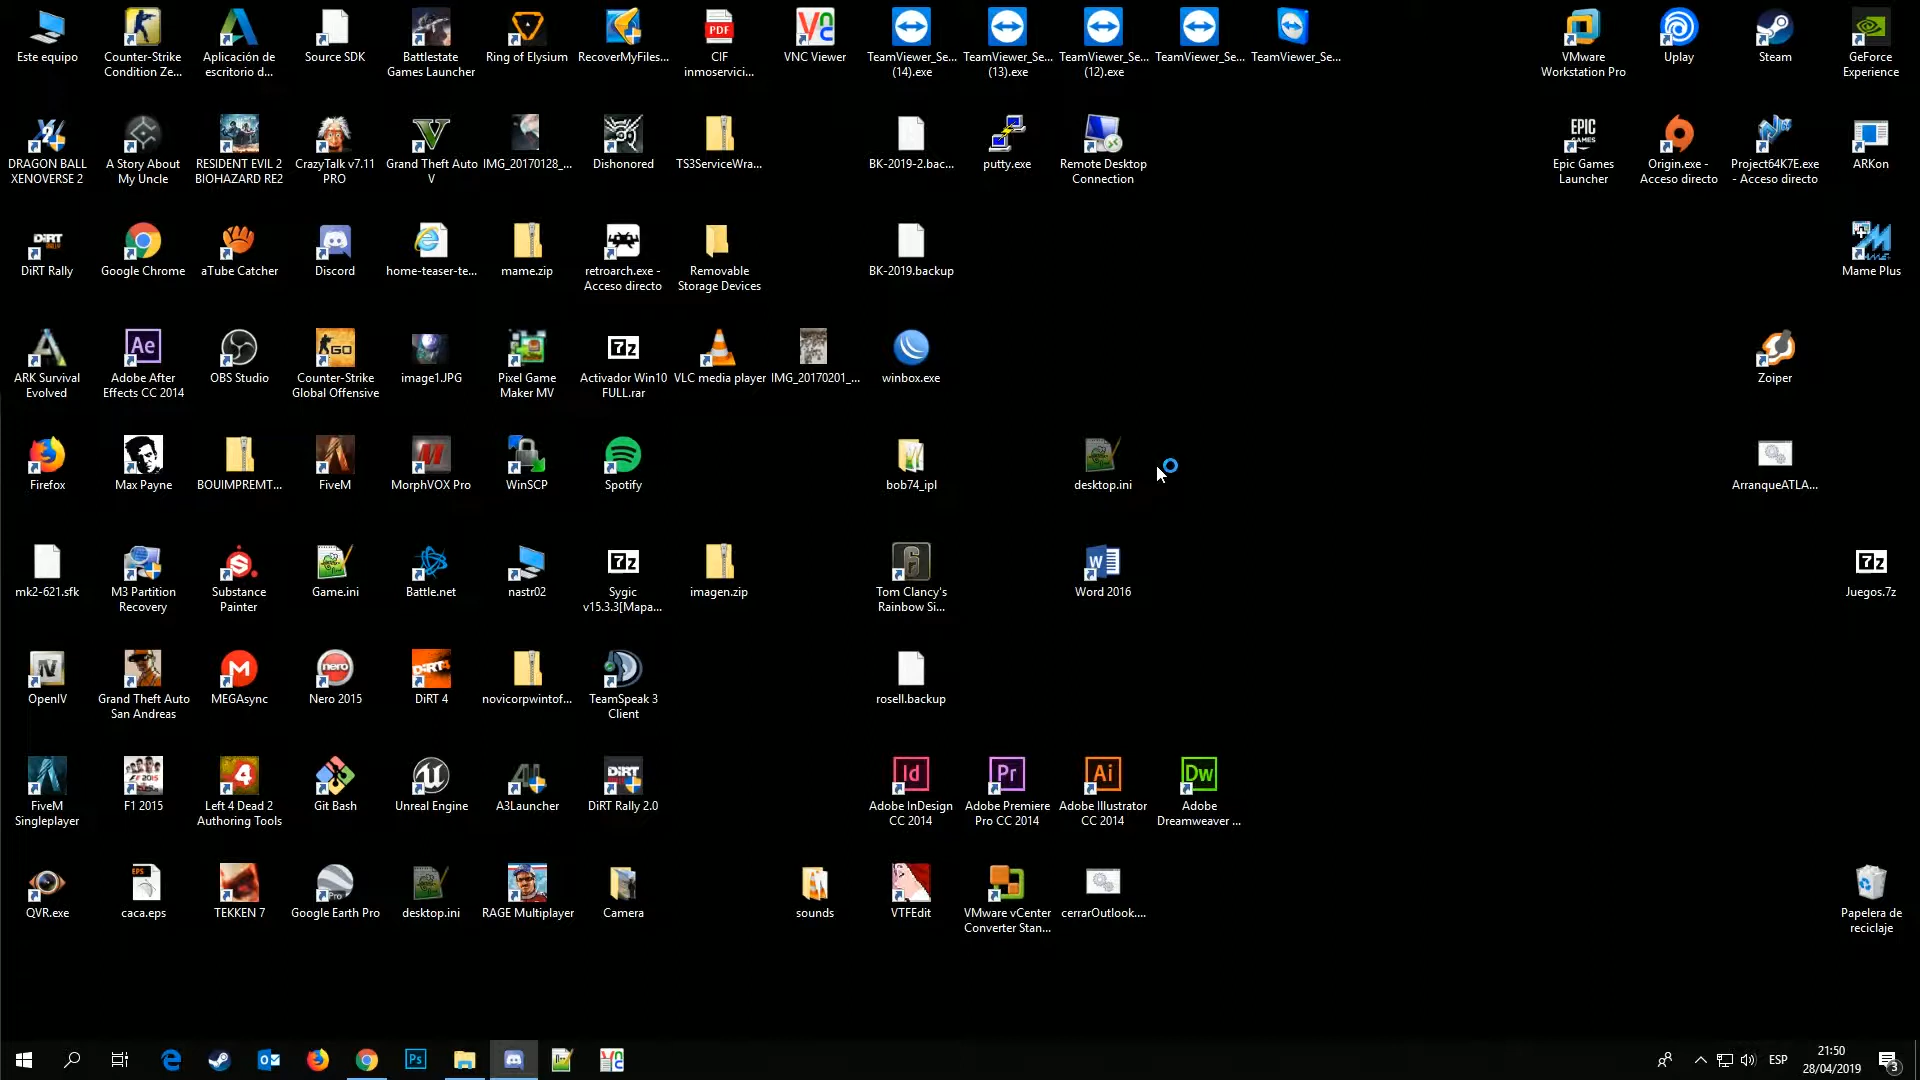 Este equipo
Counter-Strike
Condition Ze...
Aplicación de
escritorio d...
Source SDK
Battlestate
Games Launcher
Ring of Elysium
RecoverMyFiles...
CIF
inmoservici...
VNC Viewer
TeamViewer_Se...
(14).exe
TeamViewer_Se...
(13).exe
TeamViewer_Se...
(12).exe
TeamViewer_Se...
TeamViewer_Se...
VMware
Workstation Pro
Uplay
Steam
GeForce
Experience
DRAGON BALL
XENOVERSE 2
A Story About
My Uncle
RESIDENT EVIL 2
BIOHAZARD RE2
CrazyTalk v7.11
PRO
Grand Theft Auto
V
IMG_20170128_...
Dishonored
TS3ServiceWra...
BK-2019-2.bac...
putty.exe
Remote Desktop
Connection
Epic Games
Launcher
Origin.exe -
Acceso directo
Project64K7E.exe
- Acceso directo
ARKon
DiRT Rally
Google Chrome
aTube Catcher
Discord
home-teaser-te...
mame.zip
retroarch.exe -
Acceso directo
Removable
Storage Devices
BK-2019.backup
Mame Plus
ARK Survival
Evolved
Adobe After
Effects CC 2014
OBS Studio
Counter-Strike
Global Offensive
image1.JPG
Pixel Game
Maker MV
Activador Win10
FULL.rar
VLC media player
IMG_20170201_...
winbox.exe
Zoiper
Firefox
Max Payne
BOUIMPREMT...
FiveM
MorphVOX Pro
WinSCP
Spotify
bob74_ipl
desktop.ini
ArranqueATLA...
mk2-621.sfk
M3 Partition
Recovery
Substance
Painter
Game.ini
Battle.net
nastr02
Sygic
v15.3.3[Mapa...
imagen.zip
Tom Clancy's
Rainbow Si...
Word 2016
Juegos.7z
OpenIV
Grand Theft Auto
San Andreas
MEGAsync
Nero 2015
DiRT 4
novicorpwintof...
TeamSpeak 3
Client
rosell.backup
FiveM
Singleplayer
F1 2015
Left 4 Dead 2
Authoring Tools
Git Bash
Unreal Engine
A3Launcher
DiRT Rally 2.0
Adobe InDesign
CC 2014
Adobe Premiere
Pro CC 2014
Adobe Illustrator
CC 2014
Adobe
Dreamweaver ...
QVR.exe
caca.eps
TEKKEN 7
Google Earth Pro
desktop.ini
RAGE Multiplayer
Camera
sounds
VTFEdit
VMware vCenter
Converter Stan...
cerrarOutlook....
Papelera de
reciclaje
ESP
21:50
28/04/2019
3